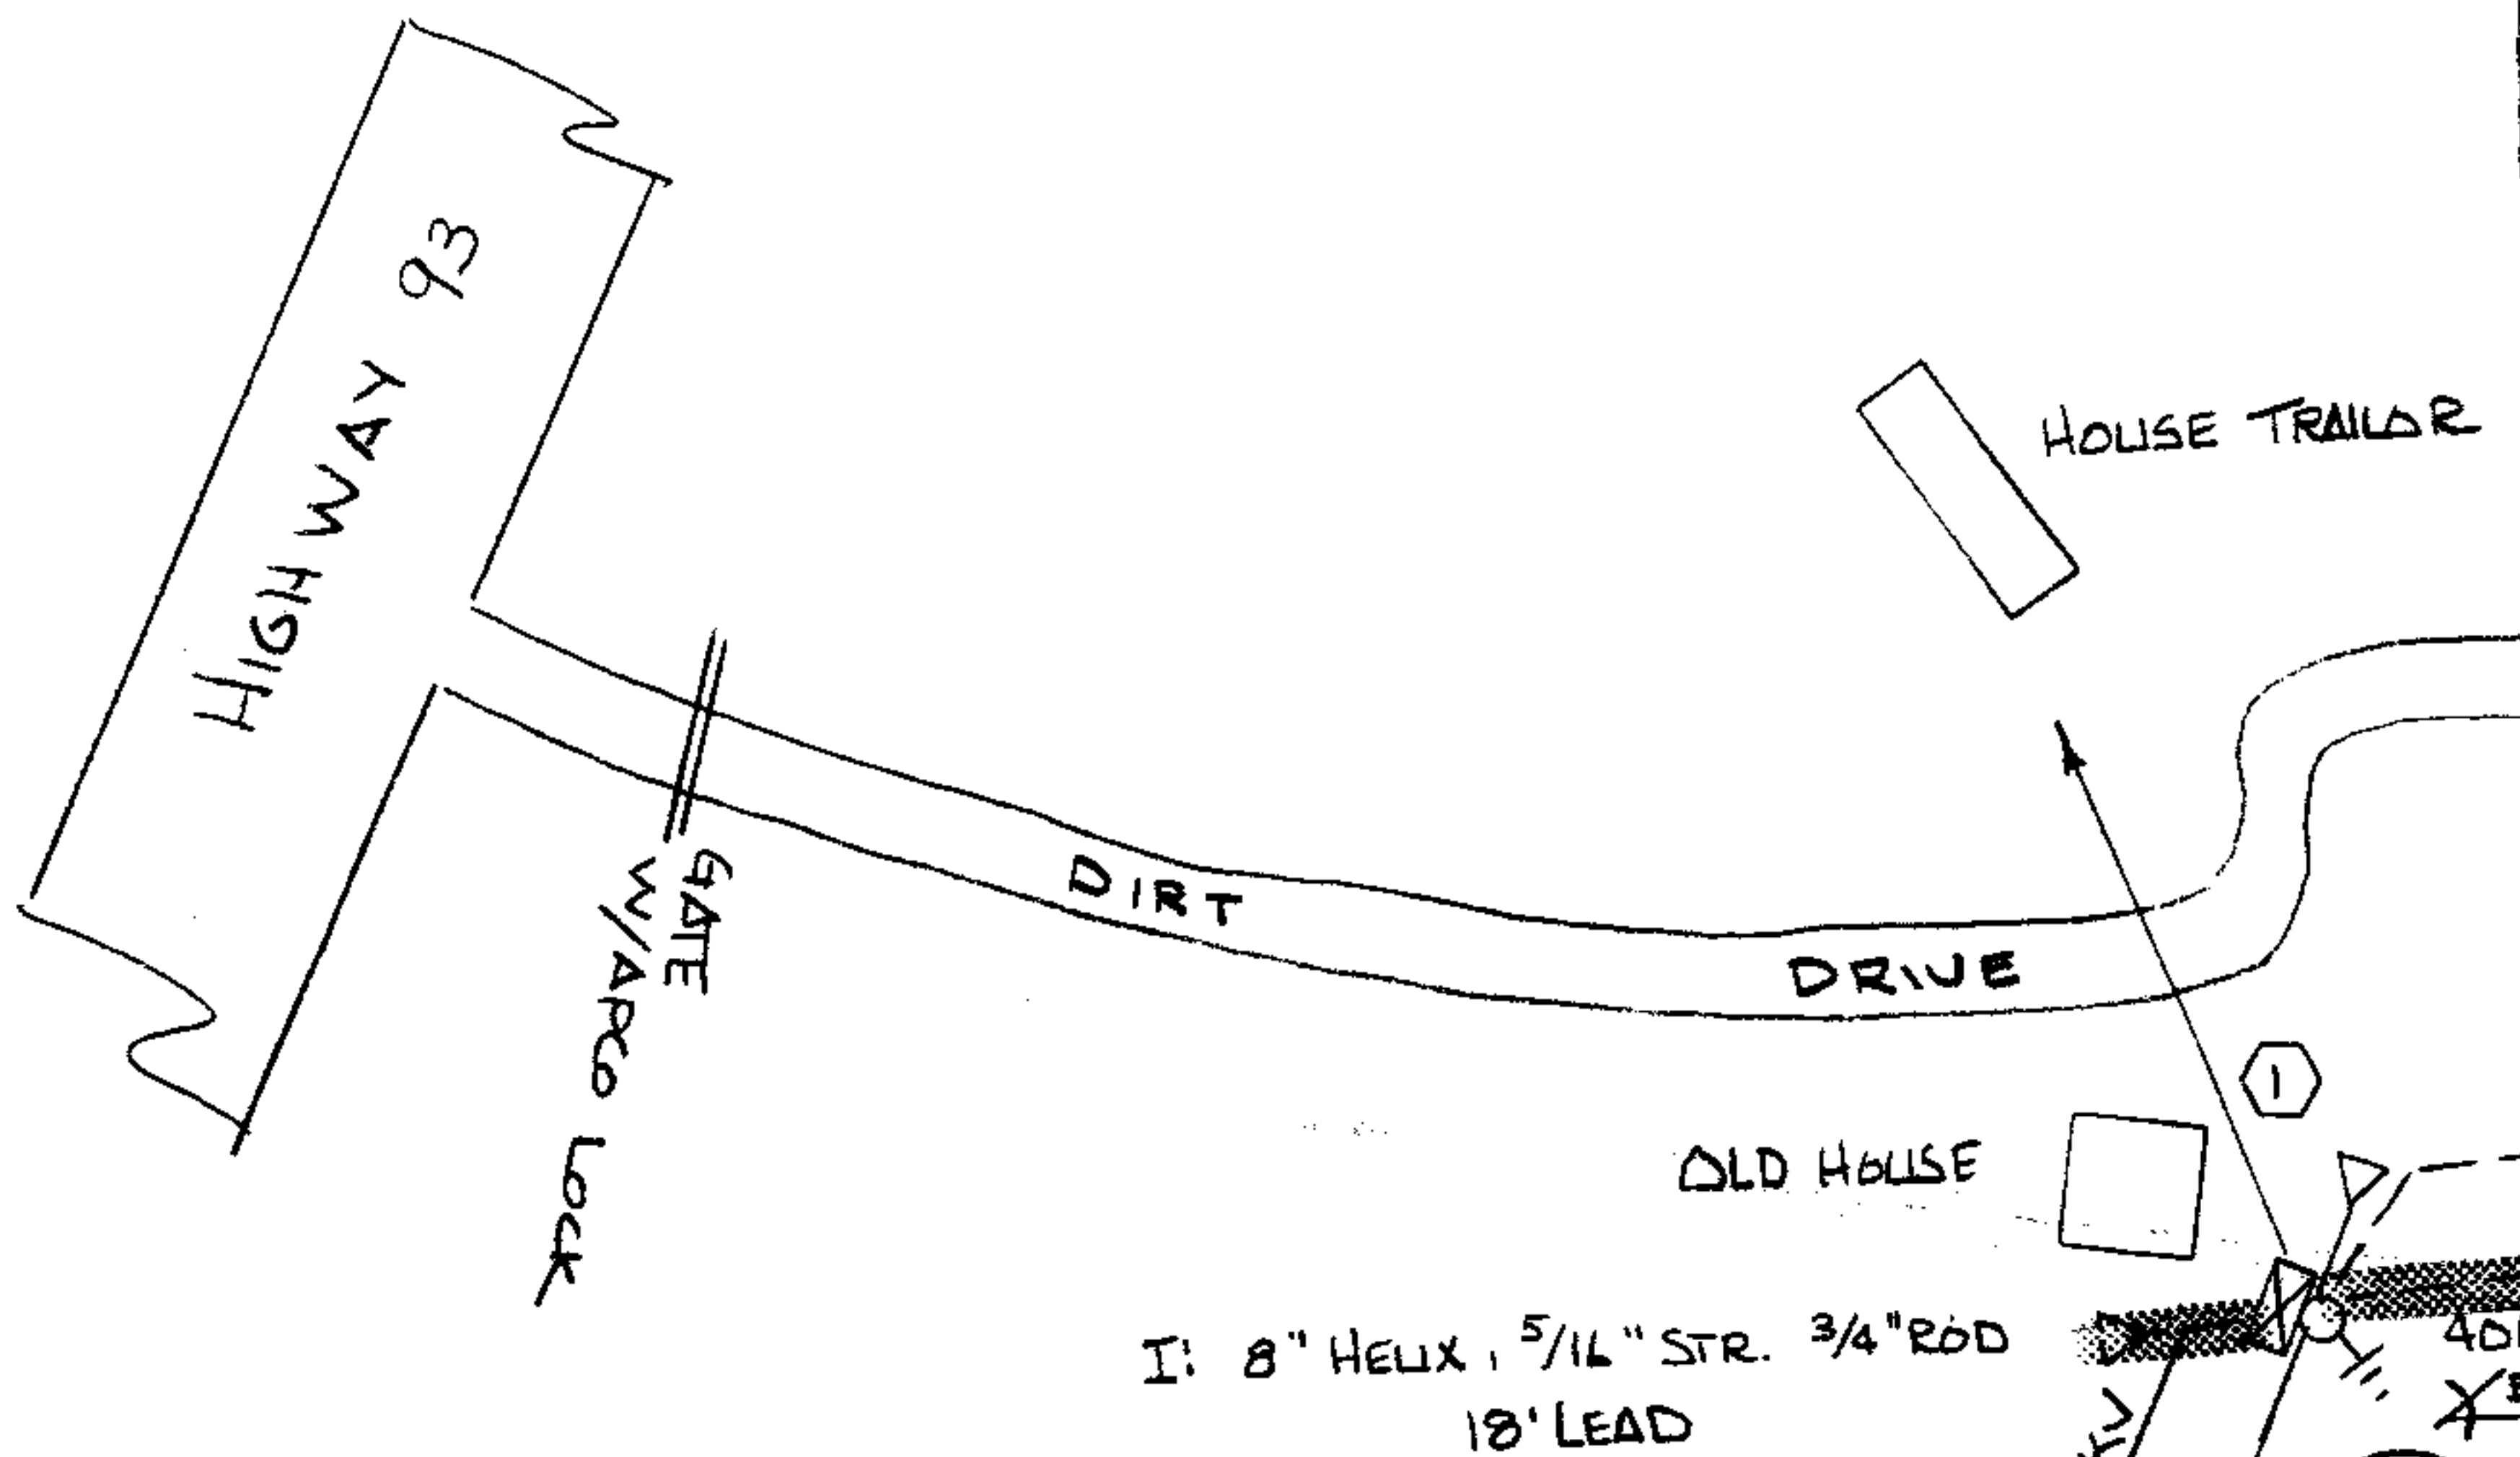 HIGHWAY 93
HOUSE TRAILOR
GATE
W/APCO LOCK
DIRT DRIVE
1
OLD HOUSE
I: 8" HELIX, 5/16" STR. 3/4" ROD
18' LEAD